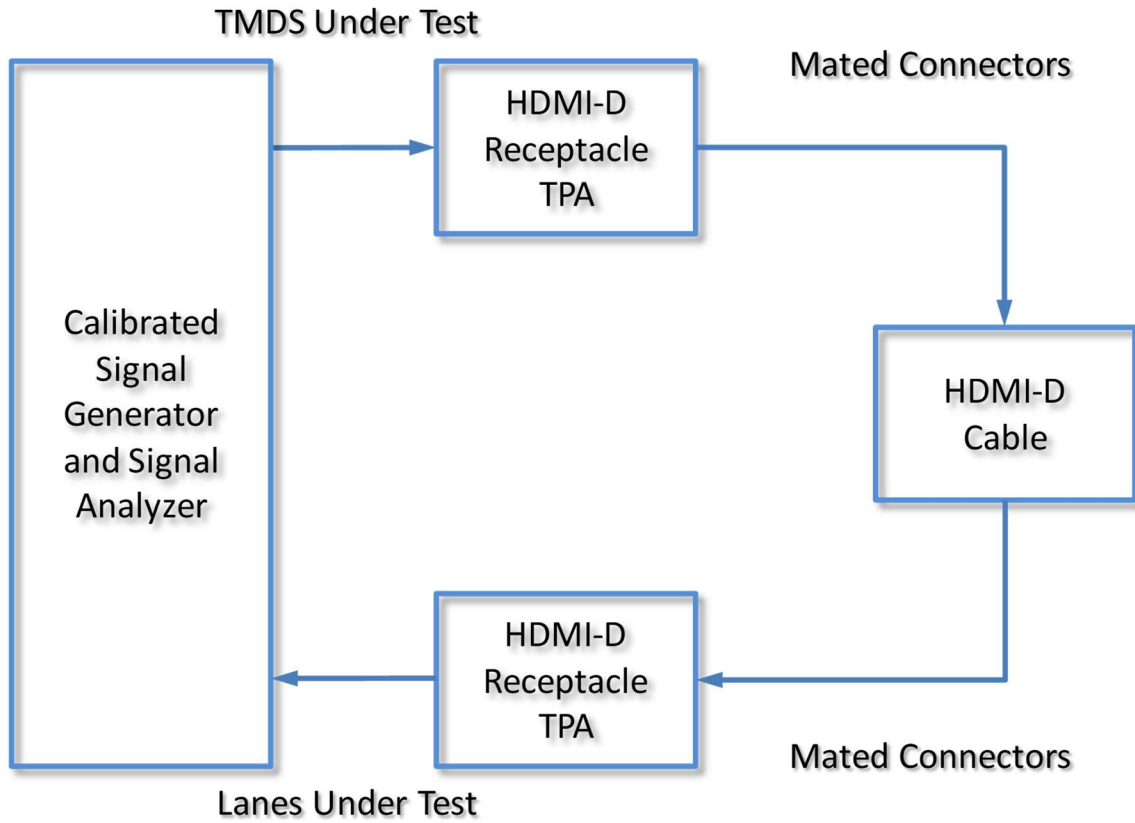 TMDS Under Test
Mated Connectors
HDMI-D
Receptacle
TPA
Calibrated
Signal
Generator
and Signal
Analyzer
HDMI-D
Cable
HDMI-D
Receptacle
TPA
Mated Connectors
Lanes Under Test